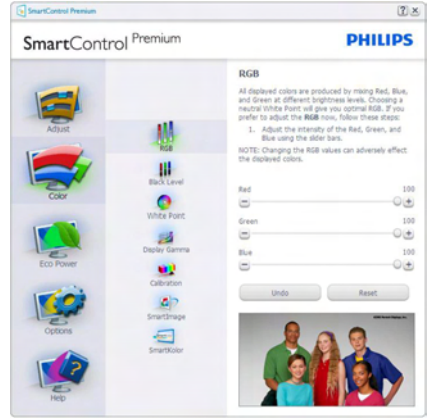 SmartControl Premium
SmartControl Premium
PHILIPS
Adjust
Color
Eco Power
Options
Help
RGB
Black Level
White Point
Display Gamma
Calibration
SmartImage
SmartKolor
RGB
All displayed colors are produced by mixing Red, Blue,
and Green at different brightness levels. Choosing a
neutral White Point will give you optimal RGB. If you
prefer to adjust the RGB now, follow these steps:
1. Adjust the intensity of the Red, Green, and
Blue using the slider bars.
NOTE: Changing the RGB values can adversely effect
the displayed colors.
Red 100
Green 100
Blue 100
Undo Reset